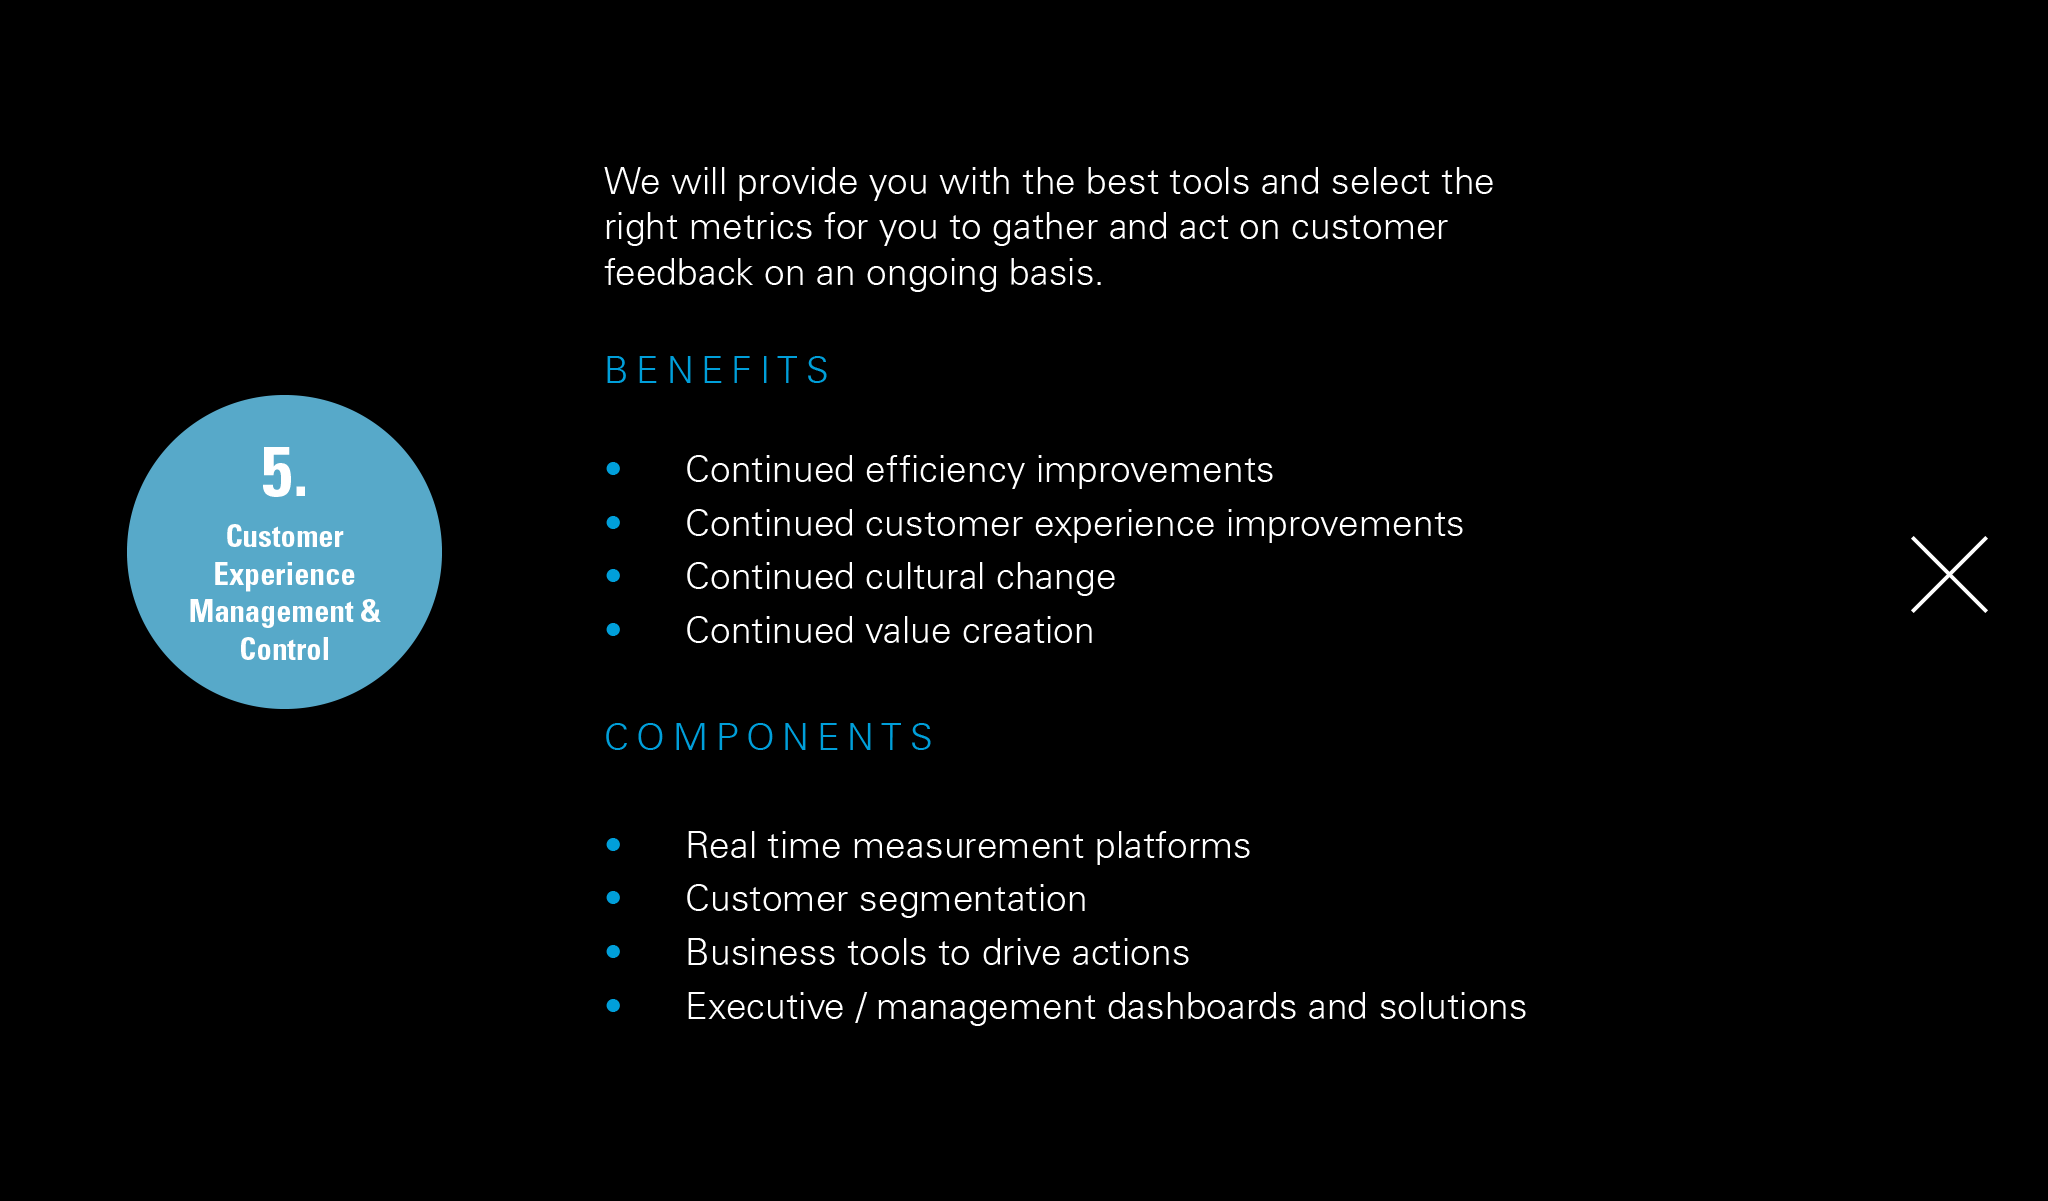 5.
Customer
Experience
Management &
Control
We will provide you with the best tools and select the
right metrics for you to gather and act on customer
feedback on an ongoing basis.
BENEFITS
• Continued efficiency improvements
• Continued customer experience improvements
• Continued cultural change
• Continued value creation
COMPONENTS
• Real time measurement platforms
• Customer segmentation
• Business tools to drive actions
• Executive / management dashboards and solutions